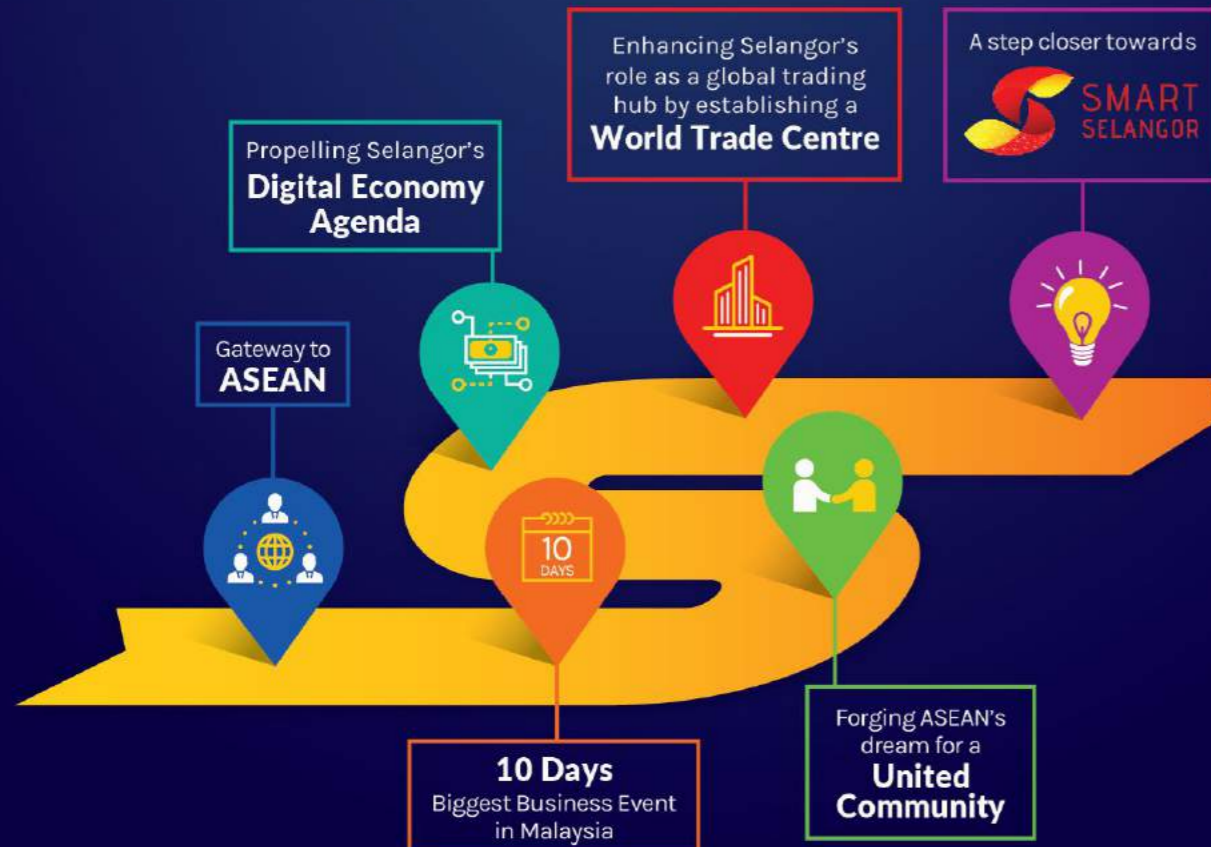 Enhancing Selangor's
role as a global trading
hub by establishing a
World Trade Centre
A step closer towards
SMART
SELANGOR
Propelling Selangor's
Digital Economy
Agenda
Gateway to
ASEAN
10
DAYS
10 Days
Biggest Business Event
in Malaysia
Forging ASEAN's
dream for a
United
Community